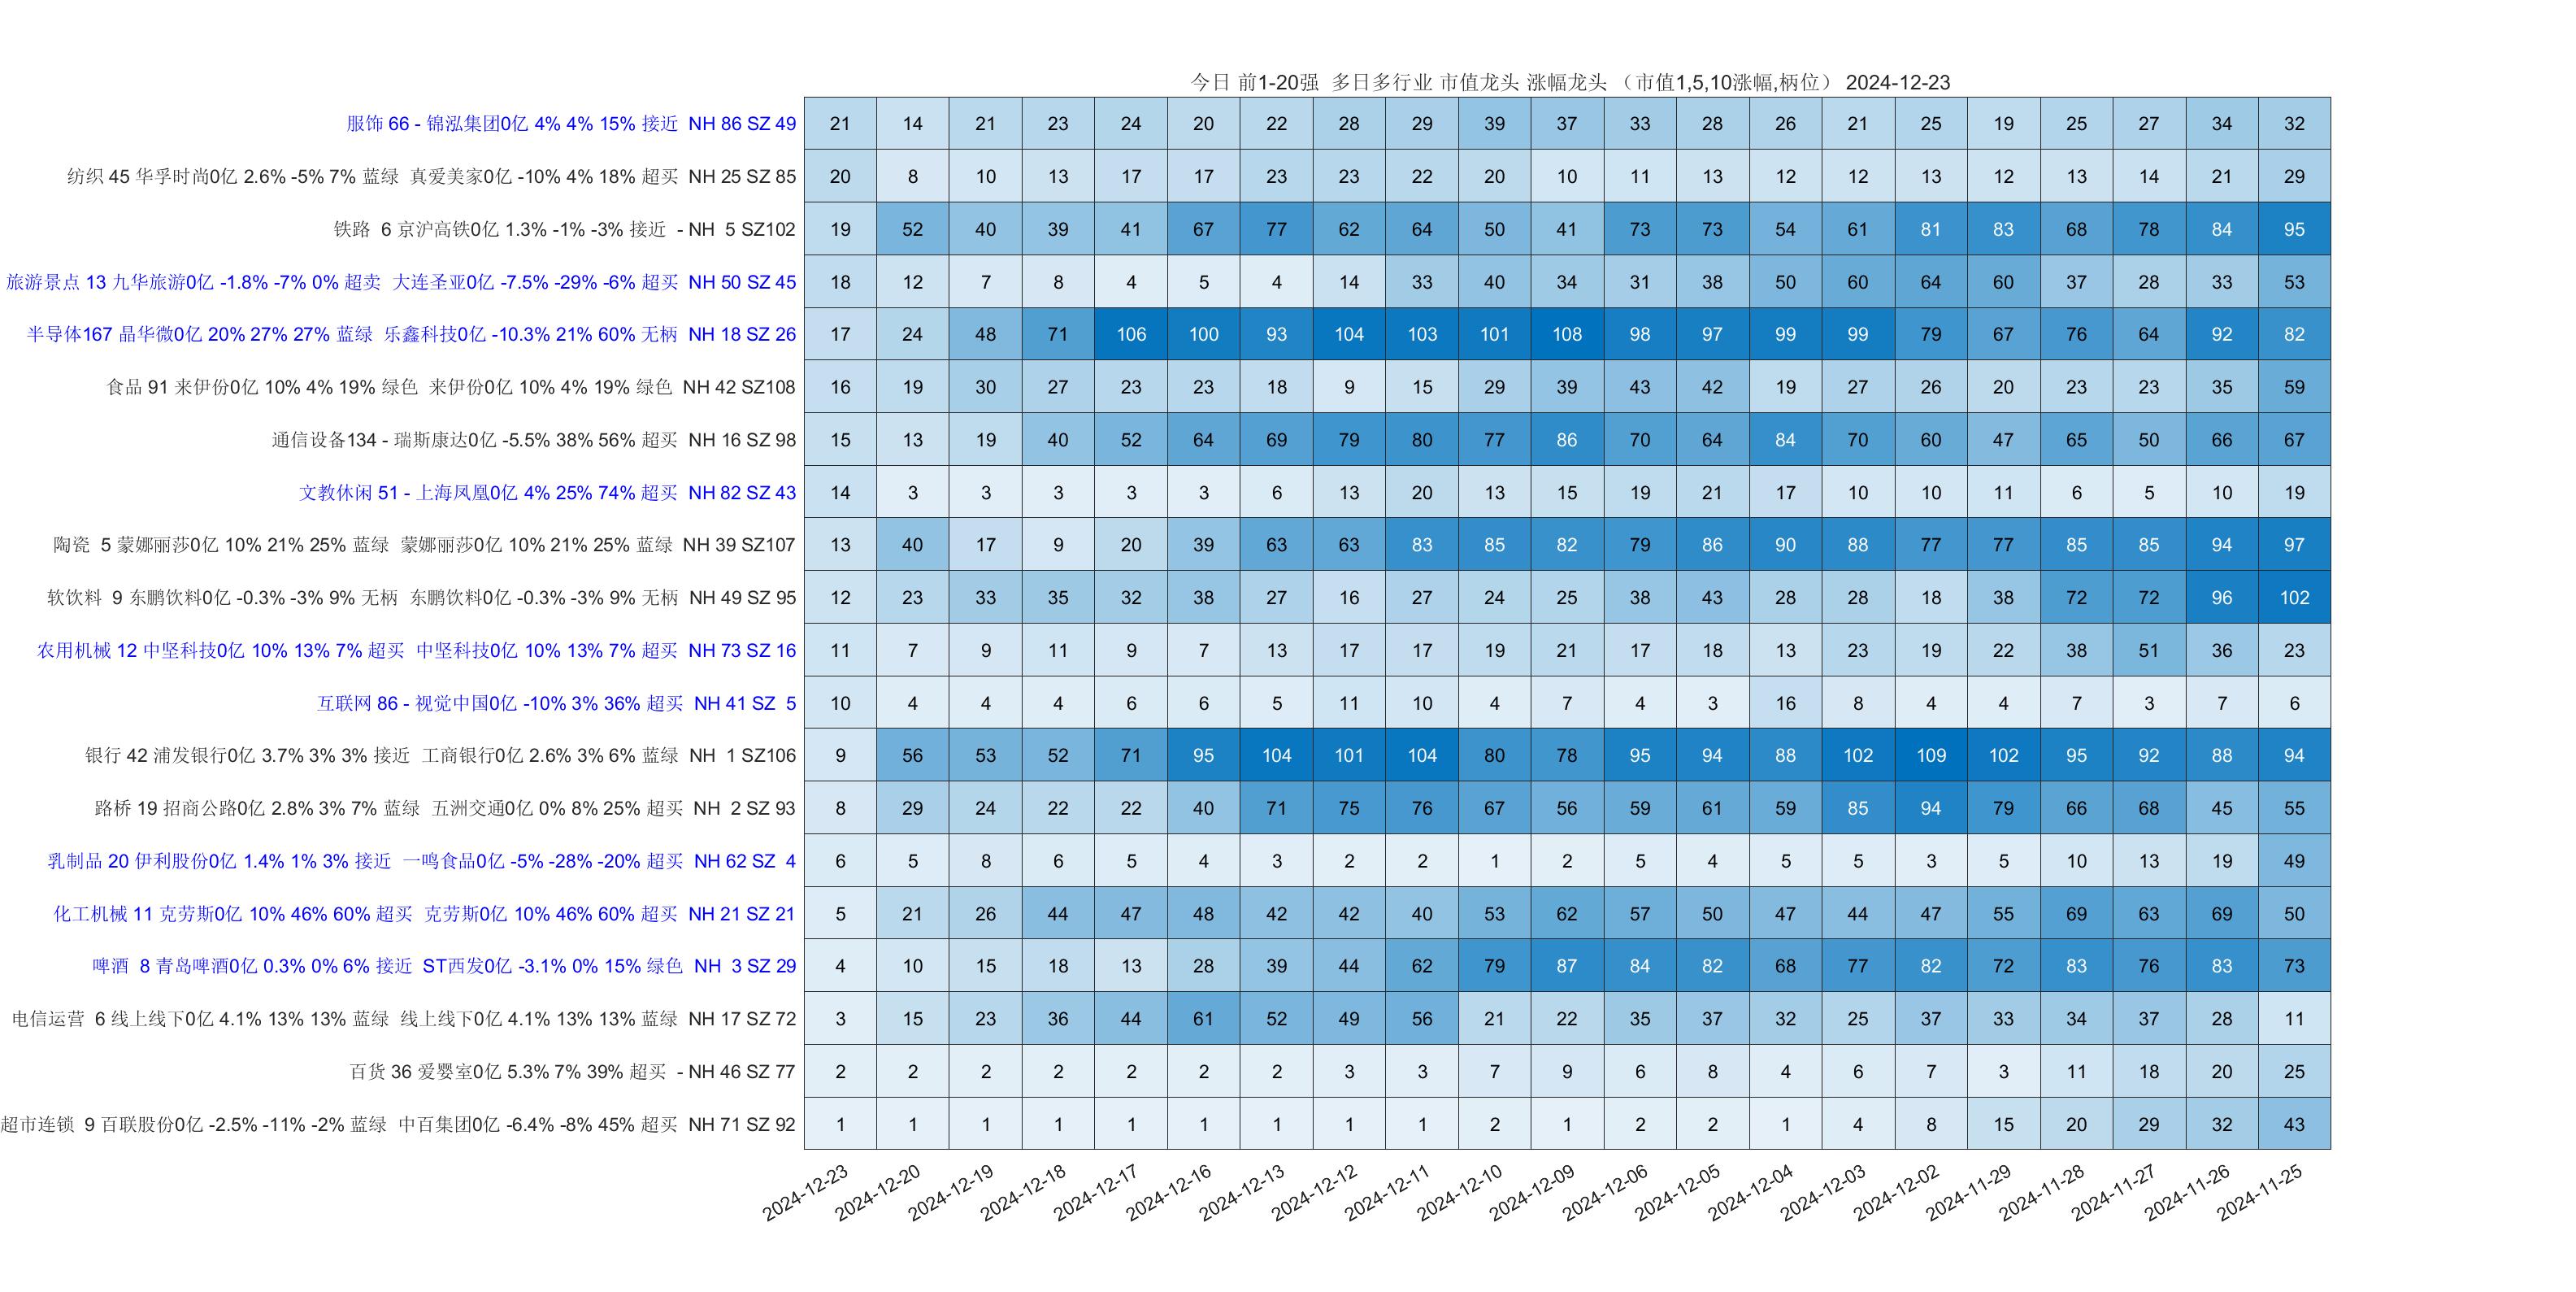 今日 前1-20强  多日多行业 市值龙头 涨幅龙头 （市值1,5,10涨幅,柄位） 2024-12-23
服饰 66 - 锦泓集团0亿 4% 4% 15% 接近  NH 86 SZ 49 21 14 21 23 24 20 22 28 29 39 37 33 28 26 21 25 19 25 27 34 32
纺织 45 华孚时尚0亿 2.6% -5% 7% 蓝绿  真爱美家0亿 -10% 4% 18% 超买  NH 25 SZ 85 20 8 10 13 17 17 23 23 22 20 10 11 13 12 12 13 12 13 14 21 29
铁路  6 京沪高铁0亿 1.3% -1% -3% 接近  - NH  5 SZ102 19 52 40 39 41 67 77 62 64 50 41 73 73 54 61 81 83 68 78 84 95
旅游景点 13 九华旅游0亿 -1.8% -7% 0% 超卖  大连圣亚0亿 -7.5% -29% -6% 超买  NH 50 SZ 45 18 12 7 8 4 5 4 14 33 40 34 31 38 50 60 64 60 37 28 33 53
半导体167 晶华微0亿 20% 27% 27% 蓝绿  乐鑫科技0亿 -10.3% 21% 60% 无柄  NH 18 SZ 26 17 24 48 71 106 100 93 104 103 101 108 98 97 99 99 79 67 76 64 92 82
食品 91 来伊份0亿 10% 4% 19% 绿色  来伊份0亿 10% 4% 19% 绿色  NH 42 SZ108 16 19 30 27 23 23 18 9 15 29 39 43 42 19 27 26 20 23 23 35 59
通信设备134 - 瑞斯康达0亿 -5.5% 38% 56% 超买  NH 16 SZ 98 15 13 19 40 52 64 69 79 80 77 86 70 64 84 70 60 47 65 50 66 67
文教休闲 51 - 上海凤凰0亿 4% 25% 74% 超买  NH 82 SZ 43 14 3 3 3 3 3 6 13 20 13 15 19 21 17 10 10 11 6 5 10 19
陶瓷  5 蒙娜丽莎0亿 10% 21% 25% 蓝绿  蒙娜丽莎0亿 10% 21% 25% 蓝绿  NH 39 SZ107 13 40 17 9 20 39 63 63 83 85 82 79 86 90 88 77 77 85 85 94 97
软饮料  9 东鹏饮料0亿 -0.3% -3% 9% 无柄  东鹏饮料0亿 -0.3% -3% 9% 无柄  NH 49 SZ 95 12 23 33 35 32 38 27 16 27 24 25 38 43 28 28 18 38 72 72 96 102
农用机械 12 中坚科技0亿 10% 13% 7% 超买  中坚科技0亿 10% 13% 7% 超买  NH 73 SZ 16 11 7 9 11 9 7 13 17 17 19 21 17 18 13 23 19 22 38 51 36 23
互联网 86 - 视觉中国0亿 -10% 3% 36% 超买  NH 41 SZ  5 10 4 4 4 6 6 5 11 10 4 7 4 3 16 8 4 4 7 3 7 6
银行 42 浦发银行0亿 3.7% 3% 3% 接近  工商银行0亿 2.6% 3% 6% 蓝绿  NH  1 SZ106 9 56 53 52 71 95 104 101 104 80 78 95 94 88 102 109 102 95 92 88 94
路桥 19 招商公路0亿 2.8% 3% 7% 蓝绿  五洲交通0亿 0% 8% 25% 超买  NH  2 SZ 93 8 29 24 22 22 40 71 75 76 67 56 59 61 59 85 94 79 66 68 45 55
乳制品 20 伊利股份0亿 1.4% 1% 3% 接近  一鸣食品0亿 -5% -28% -20% 超买  NH 62 SZ  4 6 5 8 6 5 4 3 2 2 1 2 5 4 5 5 3 5 10 13 19 49
化工机械 11 克劳斯0亿 10% 46% 60% 超买  克劳斯0亿 10% 46% 60% 超买  NH 21 SZ 21 5 21 26 44 47 48 42 42 40 53 62 57 50 47 44 47 55 69 63 69 50
啤酒  8 青岛啤酒0亿 0.3% 0% 6% 接近  ST西发0亿 -3.1% 0% 15% 绿色  NH  3 SZ 29 4 10 15 18 13 28 39 44 62 79 87 84 82 68 77 82 72 83 76 83 73
电信运营  6 线上线下0亿 4.1% 13% 13% 蓝绿  线上线下0亿 4.1% 13% 13% 蓝绿  NH 17 SZ 72 3 15 23 36 44 61 52 49 56 21 22 35 37 32 25 37 33 34 37 28 11
百货 36 爱婴室0亿 5.3% 7% 39% 超买  - NH 46 SZ 77 2 2 2 2 2 2 2 3 3 7 9 6 8 4 6 7 3 11 18 20 25
超市连锁  9 百联股份0亿 -2.5% -11% -2% 蓝绿  中百集团0亿 -6.4% -8% 45% 超买  NH 71 SZ 92 1 1 1 1 1 1 1 1 1 2 1 2 2 1 4 8 15 20 29 32 43
2024-12-23 2024-12-20 2024-12-19 2024-12-18 2024-12-17 2024-12-16 2024-12-13 2024-12-12 2024-12-11 2024-12-10 2024-12-09 2024-12-06 2024-12-05 2024-12-04 2024-12-03 2024-12-02 2024-11-29 2024-11-28 2024-11-27 2024-11-26 2024-11-25